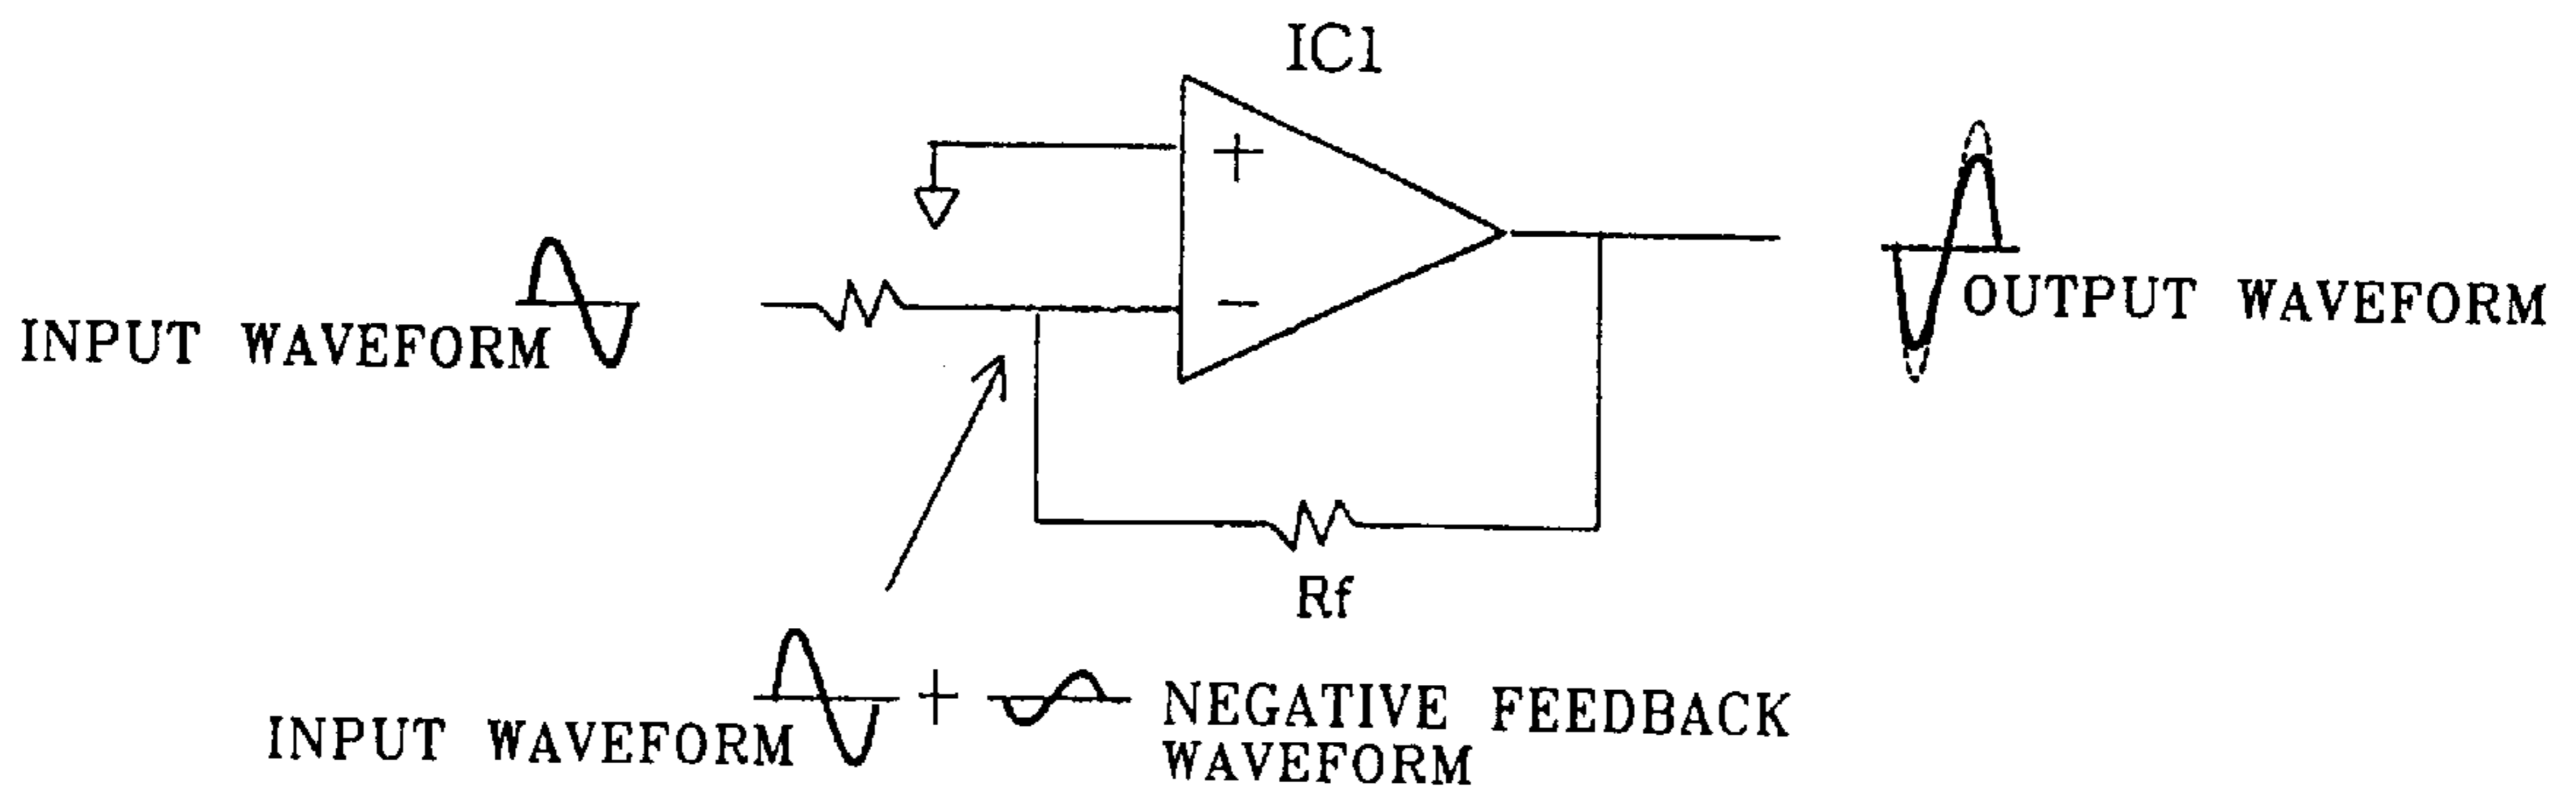 IC1
+
−
INPUT WAVEFORM
OUTPUT WAVEFORM
Rf
INPUT WAVEFORM + NEGATIVE FEEDBACK
WAVEFORM